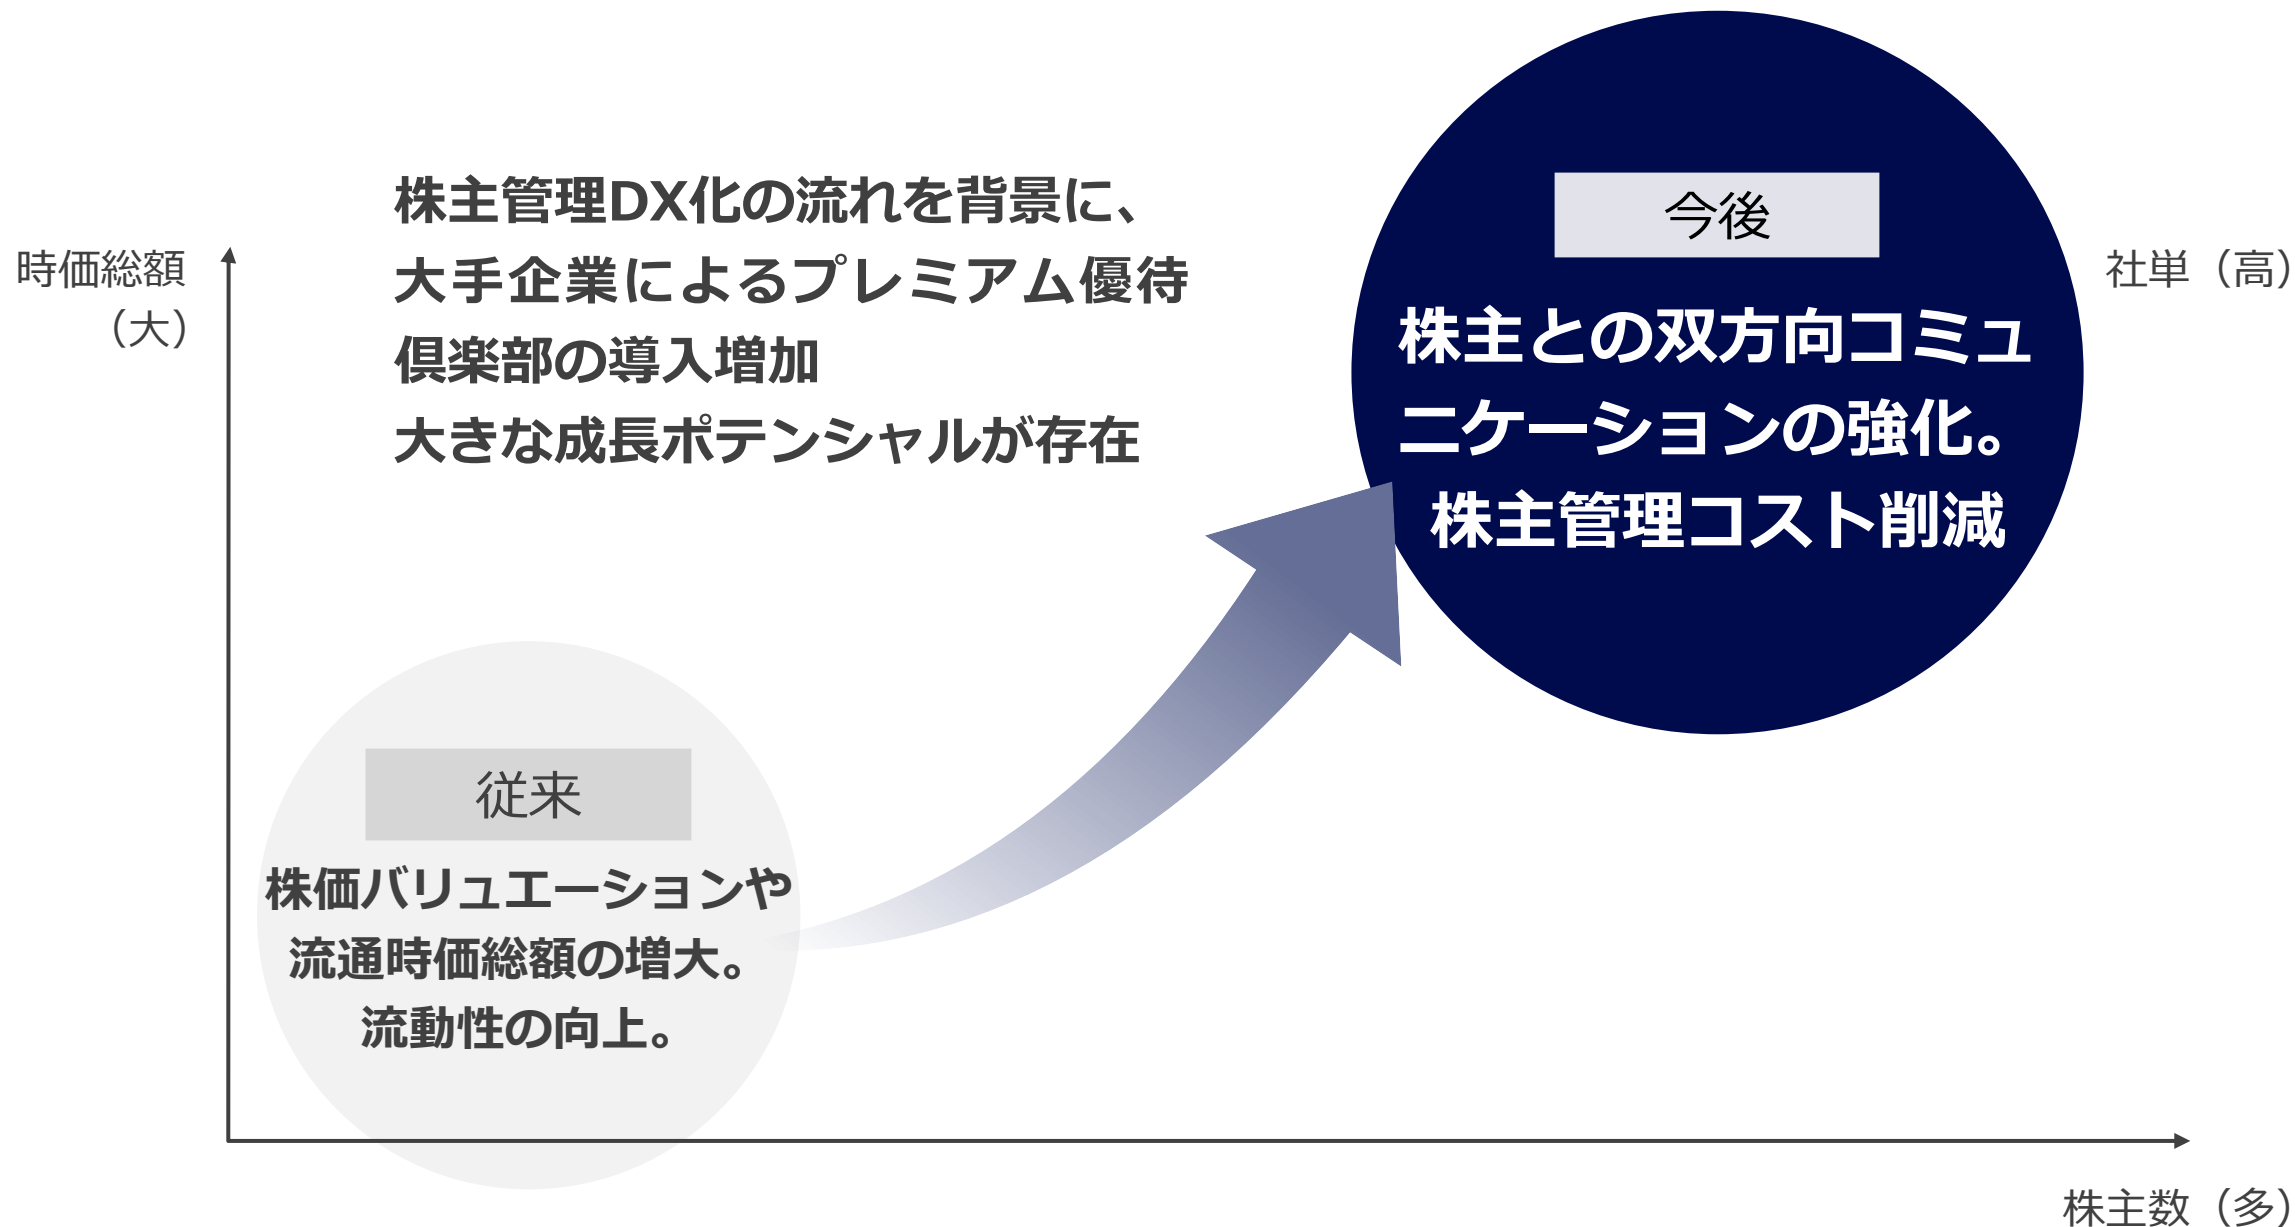 株主管理DX化の流れを背景に、
大手企業によるプレミアム優待
倶楽部の導入増加
大きな成長ポテンシャルが存在
時価総額
（大）
今後
社単（高）
株主との双方向コミュ
ニケーションの強化。
株主管理コスト削減
従来
株価バリュエーションや
流通時価総額の増大。
流動性の向上。
株主数（多）